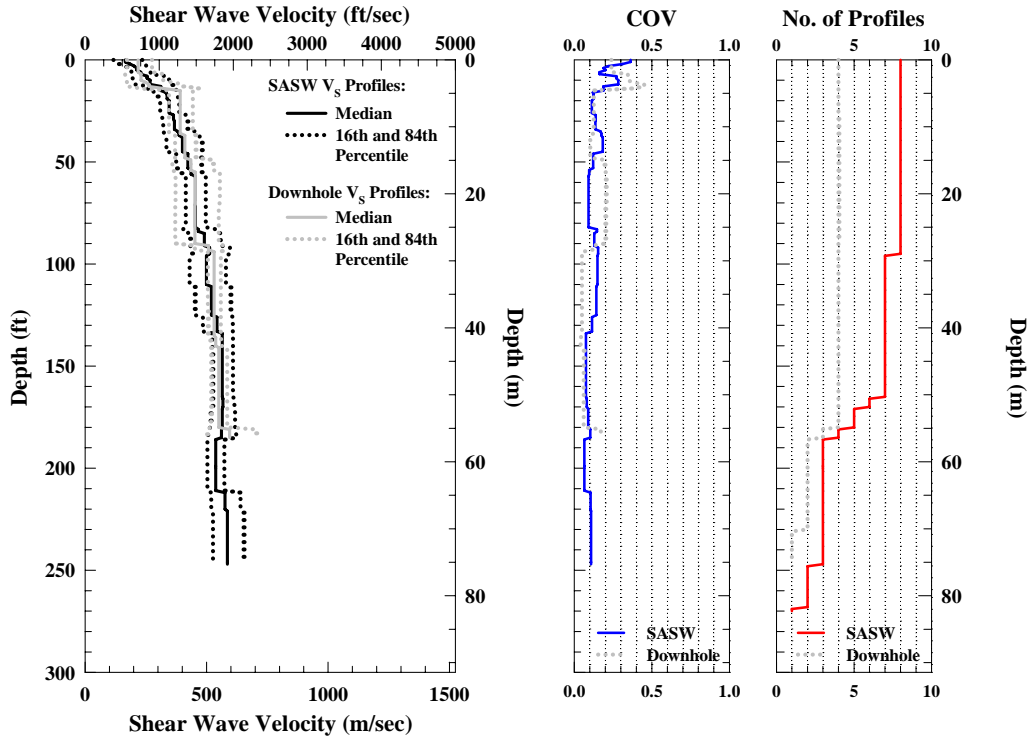 Shear Wave Velocity (ft/sec)
0 1000 2000 3000 4000 5000
COV
0.0 0.5 1.0
No. of Profiles
0 5 10
Depth (ft)
0
50
100
150
200
250
300
Depth (m)
0
20
40
60
80
SASW VS Profiles:
Median
16th and 84th
Percentile
Downhole VS Profiles:
Median
16th and 84th
Percentile
0 500 1000 1500
Shear Wave Velocity (m/sec)
SASW
Downhole
0.0 0.5 1.0
SASW
Downhole
0 5 10
0
20
40
60
80
Depth (m)